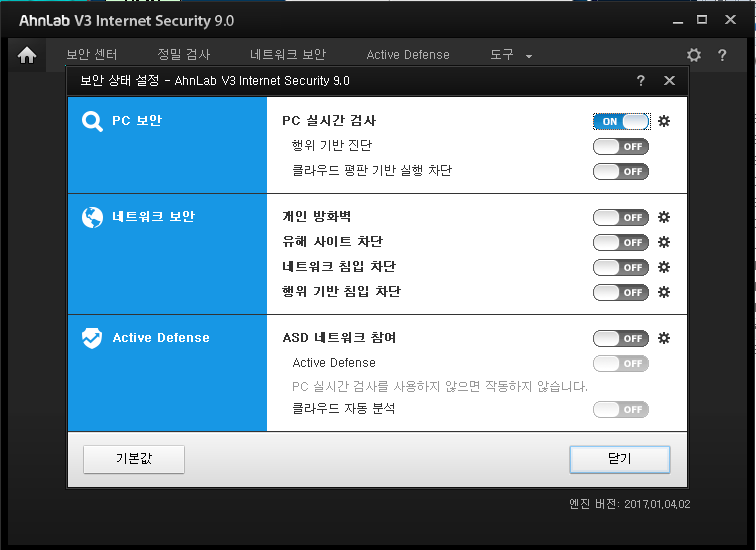 AhnLab V3 Internet Security 9.0
보안 센터 정밀 검사 네트워크 보안 Active Defense 도구 ?
보안 상태 설정 - AhnLab V3 Internet Security 9.0 ?
PC 보안
PC 실시간 검사 ON
행위 기반 진단 OFF
클라우드 평판 기반 실행 차단 OFF
네트워크 보안
개인 방화벽 OFF
유해 사이트 차단 OFF
네트워크 침입 차단 OFF
행위 기반 침입 차단 OFF
Active Defense
ASD 네트워크 참여 OFF
Active Defense OFF
PC 실시간 검사를 사용하지 않으면 작동하지 않습니다.
클라우드 자동 분석 OFF
기본값 닫기
엔진 버전: 2017.01.04.02